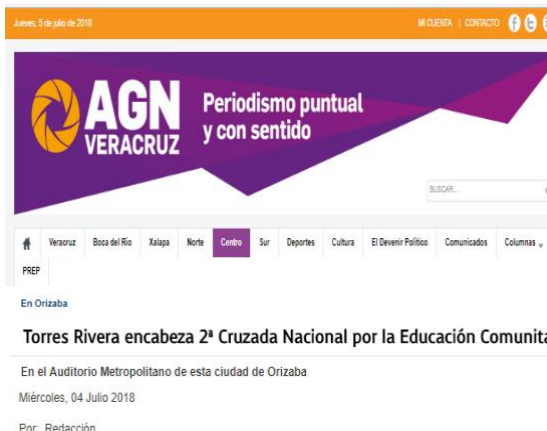 Jueves, 5 de julio de 2018
MI CUENTA | CONTACTO
AGN
VERACRUZ
Periodismo puntual
y con sentido
BUSCAR...
Veracruz Boca del Río Xalapa Norte Centro Sur Deportes Cultura El Devenir Político Comunicados Columnas
PREP
En Orizaba
Torres Rivera encabeza 2ª Cruzada Nacional por la Educación Comunita
En el Auditorio Metropolitano de esta ciudad de Orizaba
Miércoles, 04 Julio 2018
Por: Redacción